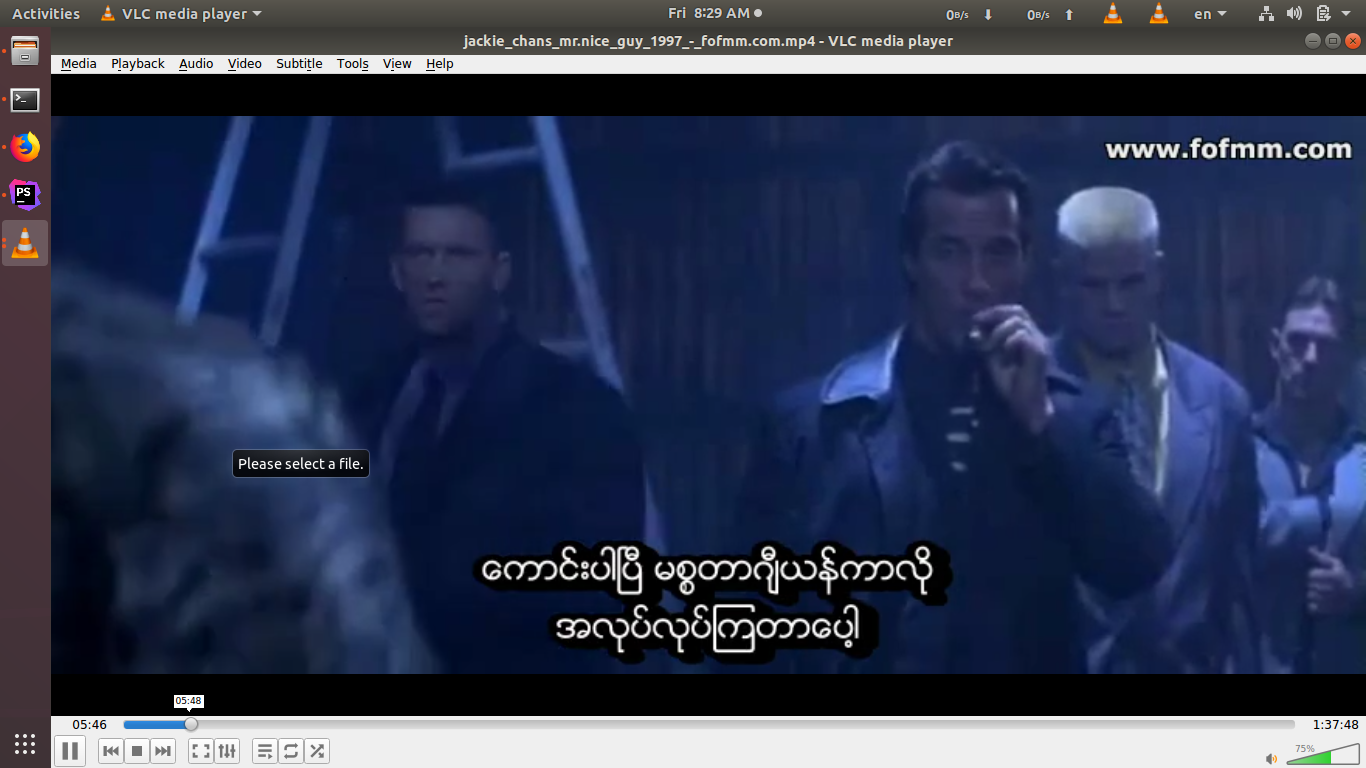 Activities VLC media player Fri 8:29 AM 0B/s 0B/s en
jackie_chans_mr.nice_guy_1997_-_fofmm.com.mp4 - VLC media player
Media Playback Audio Video Subtitle Tools View Help
www.fofmm.com
PS
Please select a file.
ကောင်းပါပြီ မစ္စတာဂျီယန်ကာလို
အလုပ်လုပ်ကြတာပေါ့
05:48
05:46 1:37:48
75%